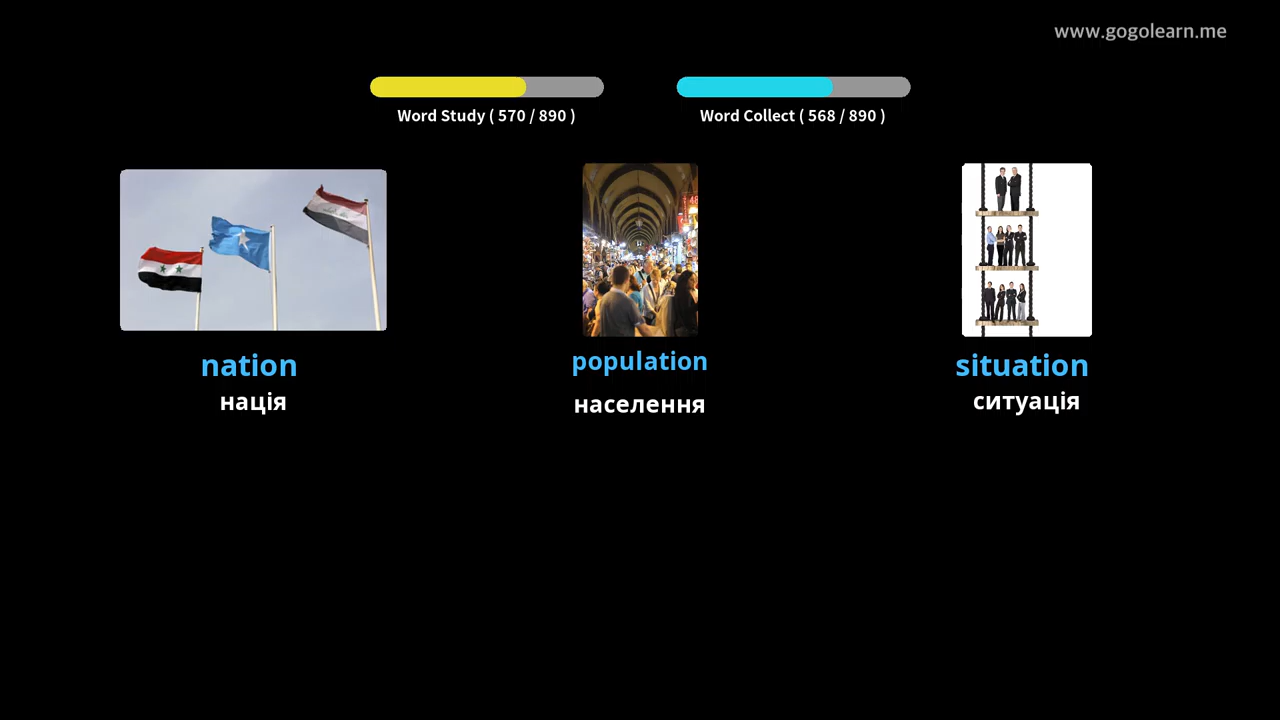 www.gogolearn.me
Word Study ( 570 / 890 )
Word Collect ( 568 / 890 )
nation
population
situation
нація
населення
ситуація